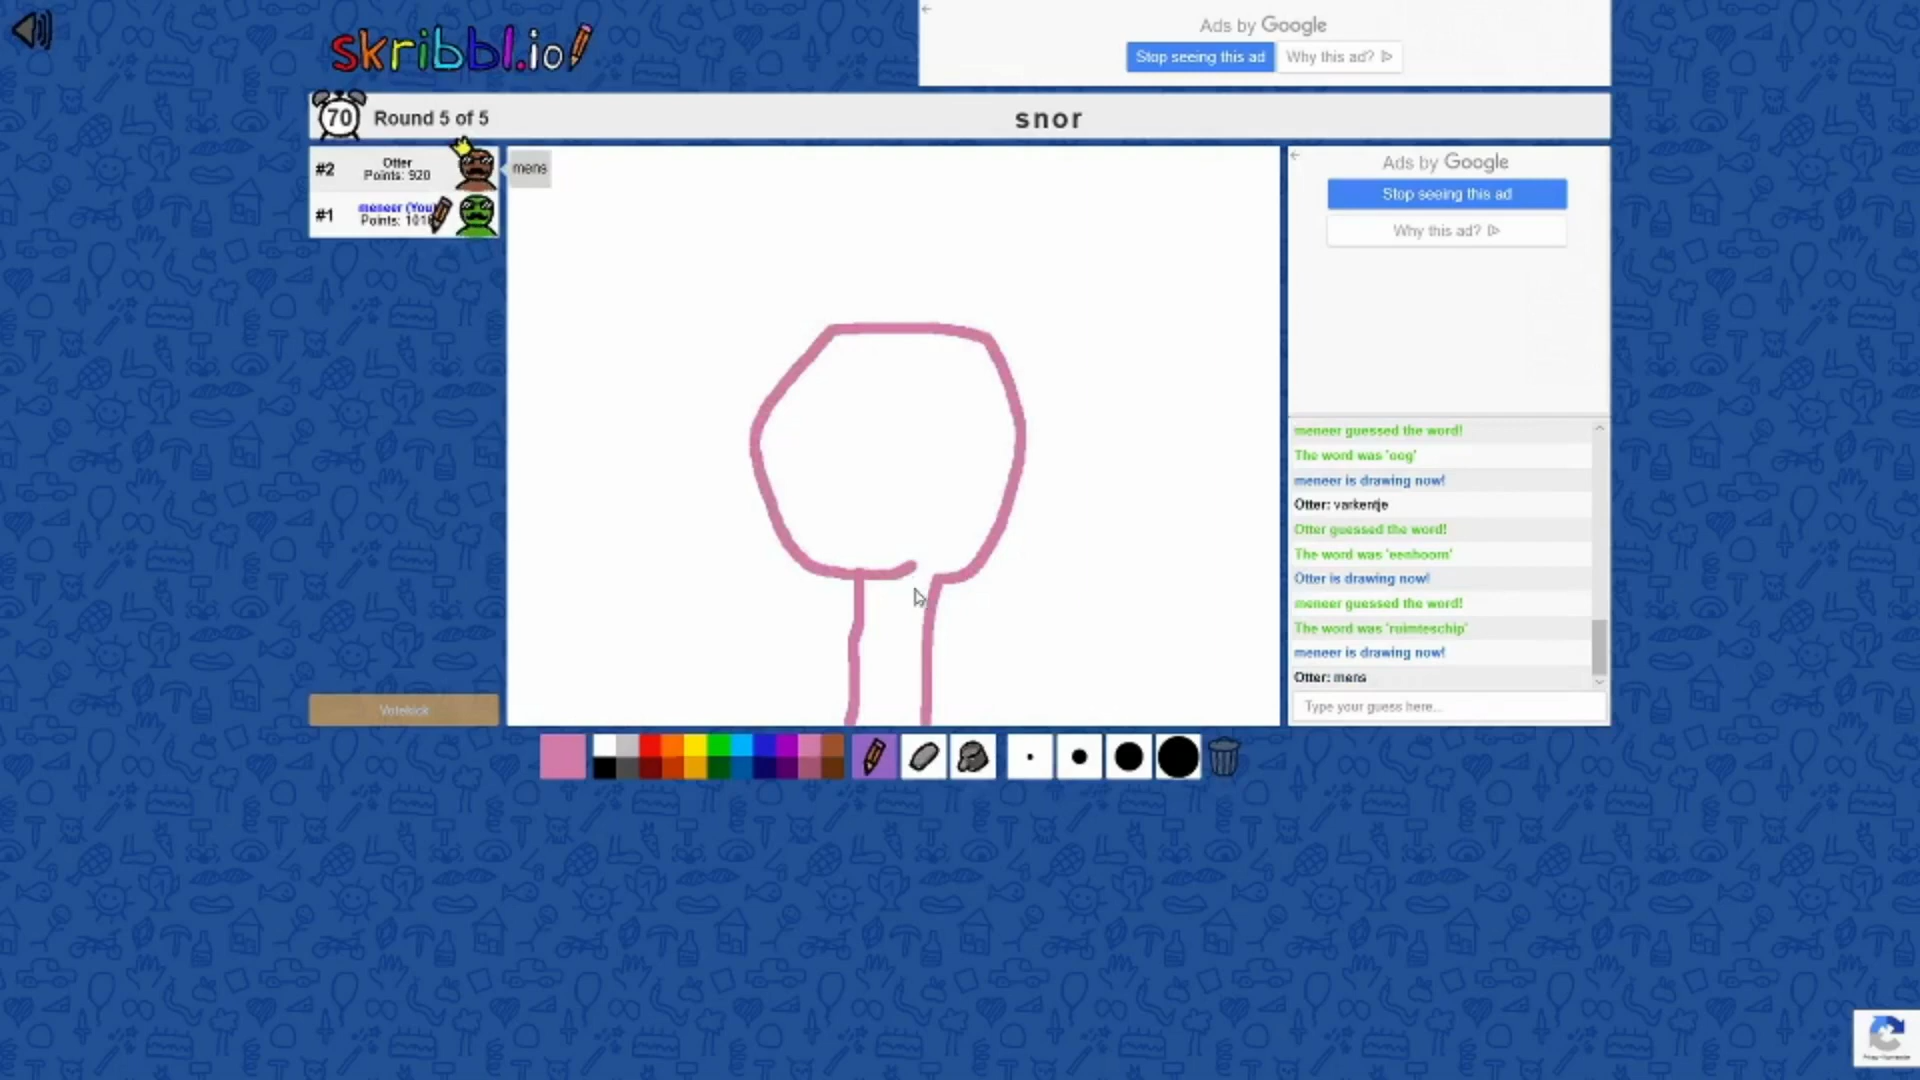 skribbl.io
Ads by Google
Stop seeing this ad
Why this ad?
70
Round 5 of 5
snor
#2
Otter
Points: 920
mens
#1
meneer (You)
Points: 101
Ads by Google
Stop seeing this ad
Why this ad?
meneer guessed the word!
The word was 'oog'
meneer is drawing now!
Otter: varkentje
Otter guessed the word!
The word was 'eenhoorn'
Otter is drawing now!
meneer guessed the word!
The word was 'ruimteschip'
meneer is drawing now!
Otter: mens
Type your guess here...
Votekick